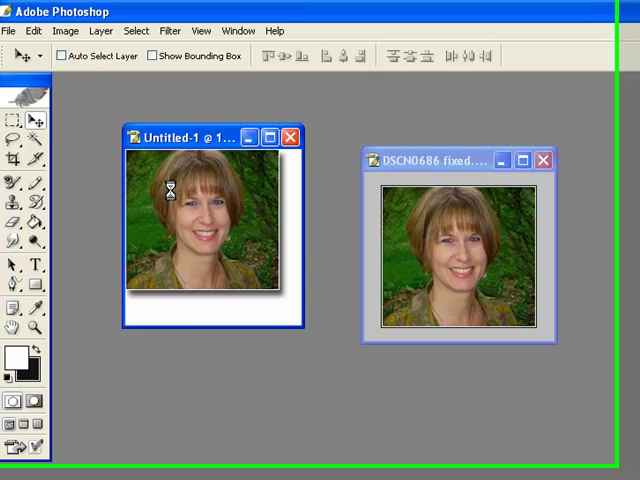 Adobe Photoshop
File Edit Image Layer Select Filter View Window Help
Auto Select Layer Show Bounding Box
Untitled-1 @ 1...
DSCN0686 fixed....
T